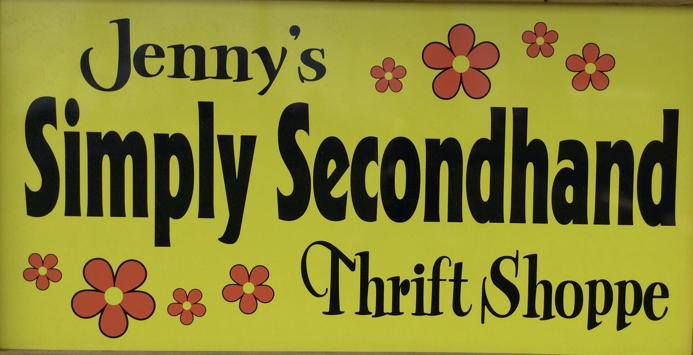 Jenny's
Simply Secondhand
Thrift Shoppe